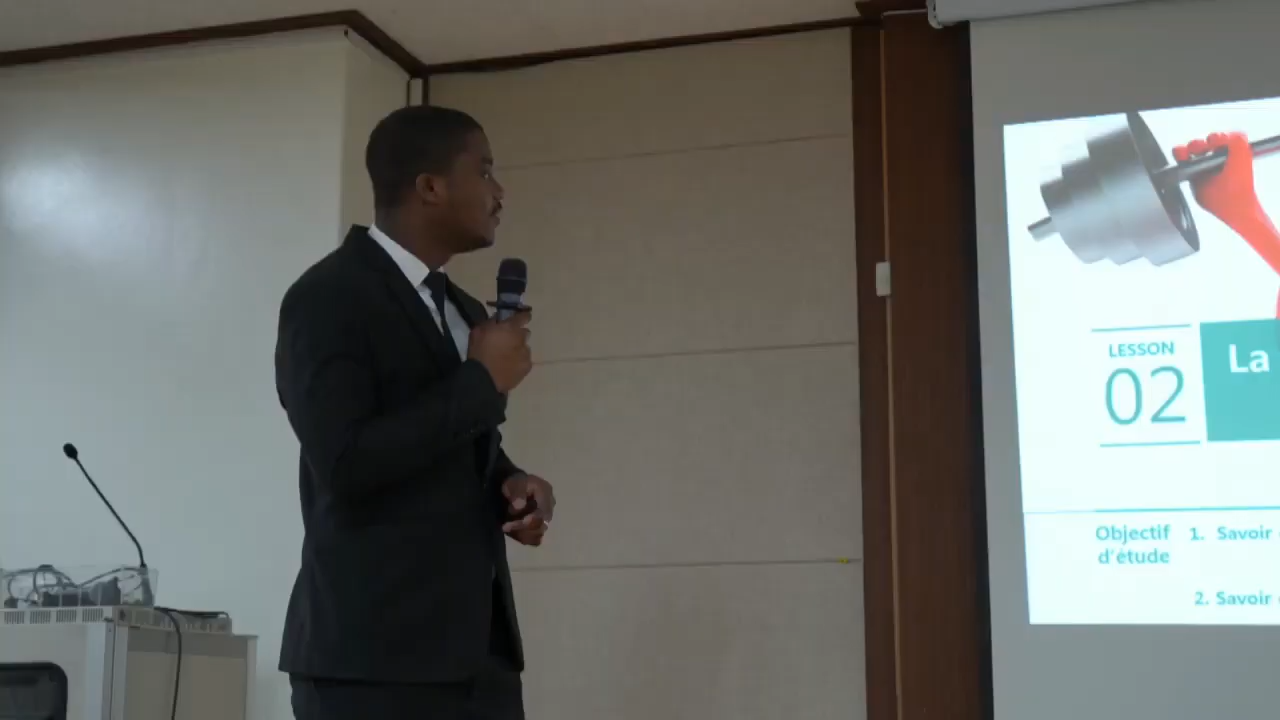 LESSON
02
La
Objectif
d'étude
1. Savoir
2. Savoir